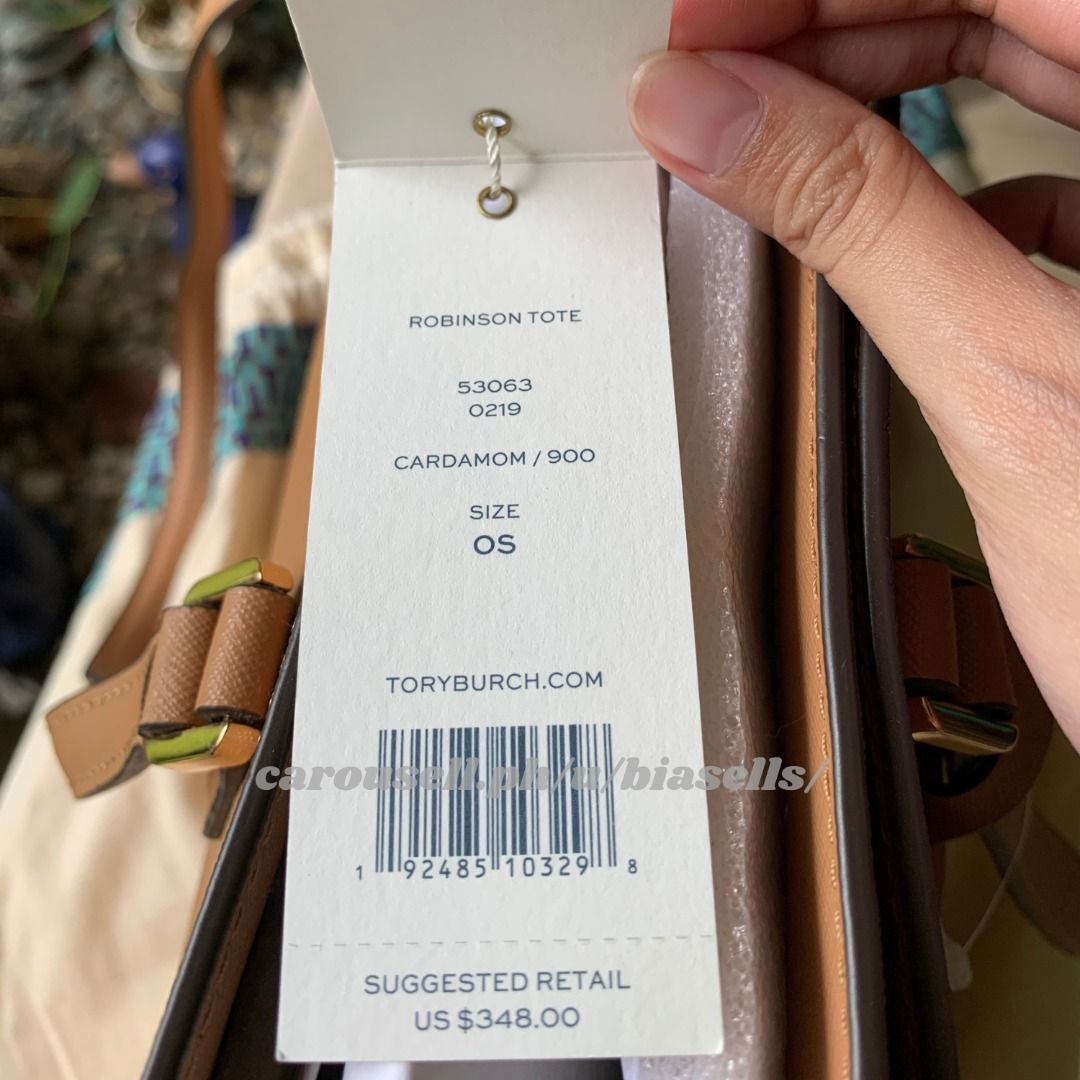 ROBINSON TOTE
53063
0219
CARDAMOM / 900
SIZE
OS
TORYBURCH.COM
carousell.ph/u/biasells/
1 92485 10329 8
SUGGESTED RETAIL
US $348.00